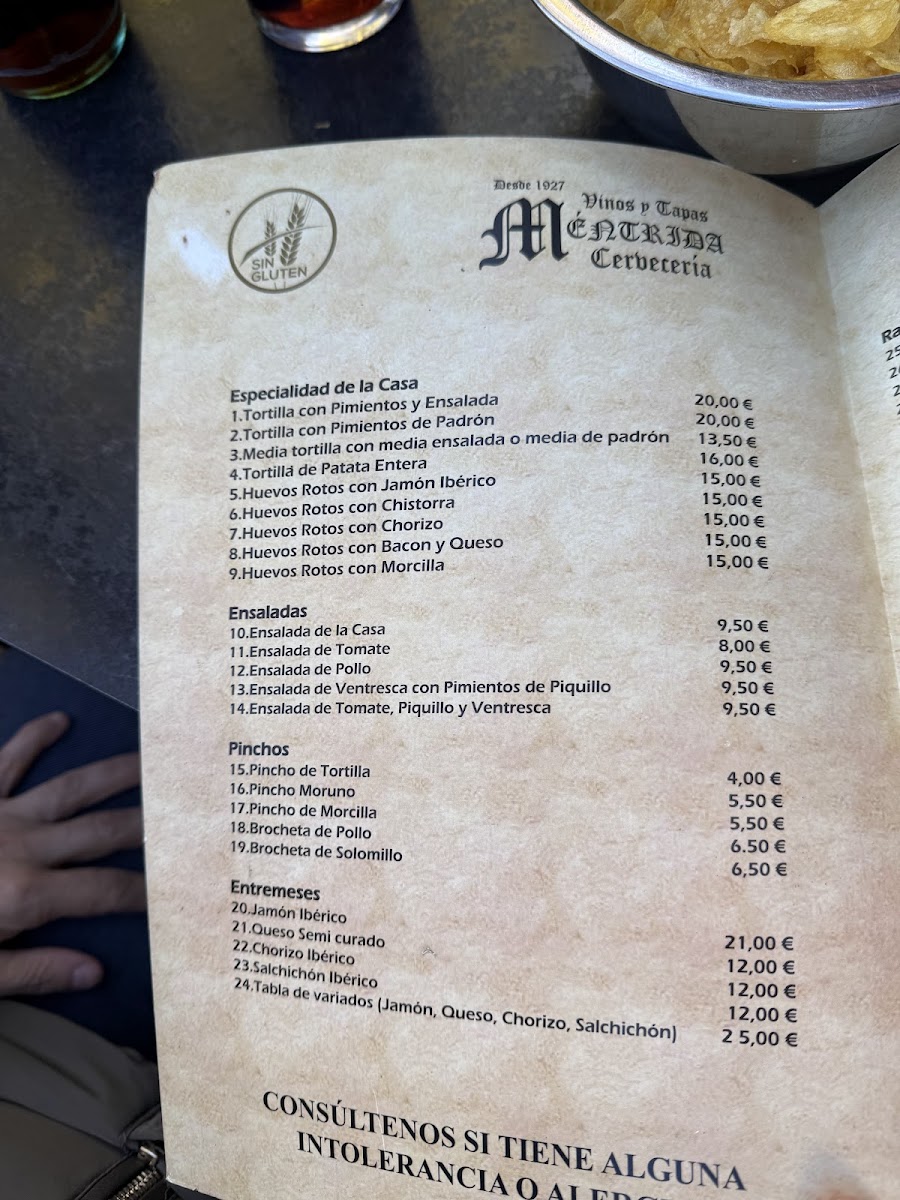 SIN
GLUTEN
Desde 1927
Vinos y Tapas
MÉNTRIDA
Cervecería
Especialidad de la Casa
1.Tortilla con Pimientos y Ensalada 20,00 €
2.Tortilla con Pimientos de Padrón 20,00 €
3.Media tortilla con media ensalada o media de padrón 13,50 €
4.Tortilla de Patata Entera 16,00 €
5.Huevos Rotos con Jamón Ibérico 15,00 €
6.Huevos Rotos con Chistorra 15,00 €
7.Huevos Rotos con Chorizo 15,00 €
8.Huevos Rotos con Bacon y Queso 15,00 €
9.Huevos Rotos con Morcilla 15,00 €
Ensaladas
10.Ensalada de la Casa 9,50 €
11.Ensalada de Tomate 8,00 €
12.Ensalada de Pollo 9,50 €
13.Ensalada de Ventresca con Pimientos de Piquillo 9,50 €
14.Ensalada de Tomate, Piquillo y Ventresca 9,50 €
Pinchos
15.Pincho de Tortilla 4,00 €
16.Pincho Moruno 5,50 €
17.Pincho de Morcilla 5,50 €
18.Brocheta de Pollo 6.50 €
19.Brocheta de Solomillo 6,50 €
Entremeses
20.Jamón Ibérico 21,00 €
21.Queso Semi curado 12,00 €
22.Chorizo Ibérico 12,00 €
23.Salchichón Ibérico 12,00 €
24.Tabla de variados (Jamón, Queso, Chorizo, Salchichón) 2 5,00 €
CONSÚLTENOS SI TIENE ALGUNA
INTOLERANCIA O
Ra
25